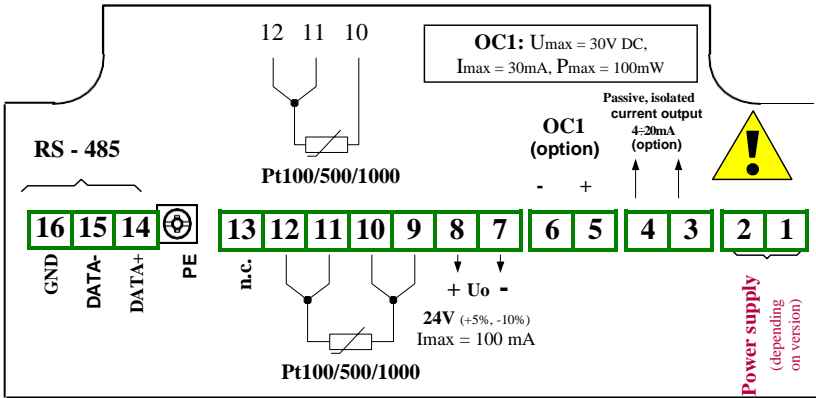 12 11 10
OC1: Umax = 30V DC,
Imax = 30mA, Pmax = 100mW
Passive, isolated
current output
4÷20mA
(option)
OC1
(option)
- +
RS - 485
Pt100/500/1000
16 15 14 13 12 11 10 9 8 7 6 5 4 3 2 1
GND
DATA-
DATA+
PE
n.c.
+ Uo -
24V (+5%, -10%)
Imax = 100 mA
Pt100/500/1000
Power supply
(depending
on version)